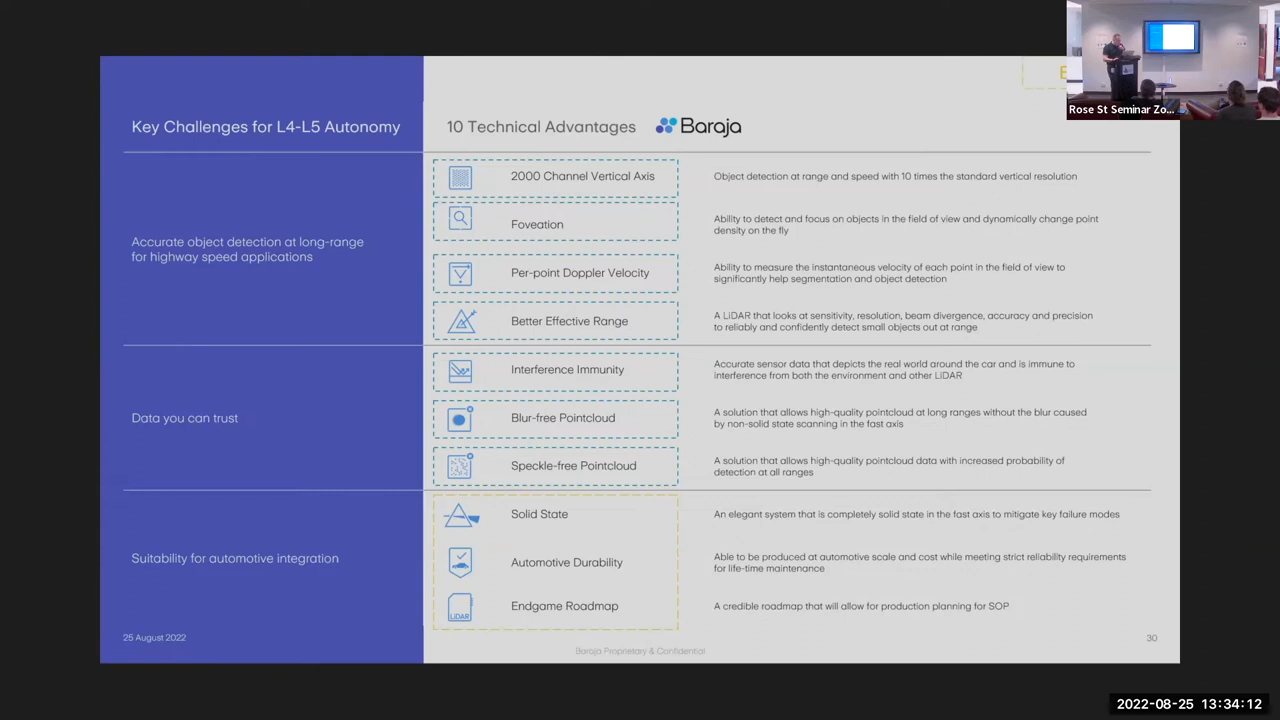 Key Challenges for L4-L5 Autonomy
10 Technical Advantages
Baraja
Rose St Seminar Zo...
Accurate object detection at long-range
for highway speed applications
2000 Channel Vertical Axis
Object detection at range and speed with 10 times the standard vertical resolution
Foveation
Ability to detect and focus on objects in the field of view and dynamically change point
density on the fly
Per-point Doppler Velocity
Ability to measure the instantaneous velocity of each point in the field of view to
significantly help segmentation and object detection
Better Effective Range
A LiDAR that looks at sensitivity, resolution, beam divergence, accuracy and precision
to reliably and confidently detect small objects out at range
Data you can trust
Interference Immunity
Accurate sensor data that depicts the real world around the car and is immune to
interference from both the environment and other LiDAR
Blur-free Pointcloud
A solution that allows high-quality pointcloud at long ranges without the blur caused
by non-solid state scanning in the fast axis
Speckle-free Pointcloud
A solution that allows high-quality pointcloud data with increased probability of
detection at all ranges
Suitability for automotive integration
Solid State
An elegant system that is completely solid state in the fast axis to mitigate key failure modes
Automotive Durability
Able to be produced at automotive scale and cost while meeting strict reliability requirements
for life-time maintenance
LiDAR
Endgame Roadmap
A credible roadmap that will allow for production planning for SOP
25 August 2022
30
Baraja Proprietary & Confidential
2022-08-25 13:34:12